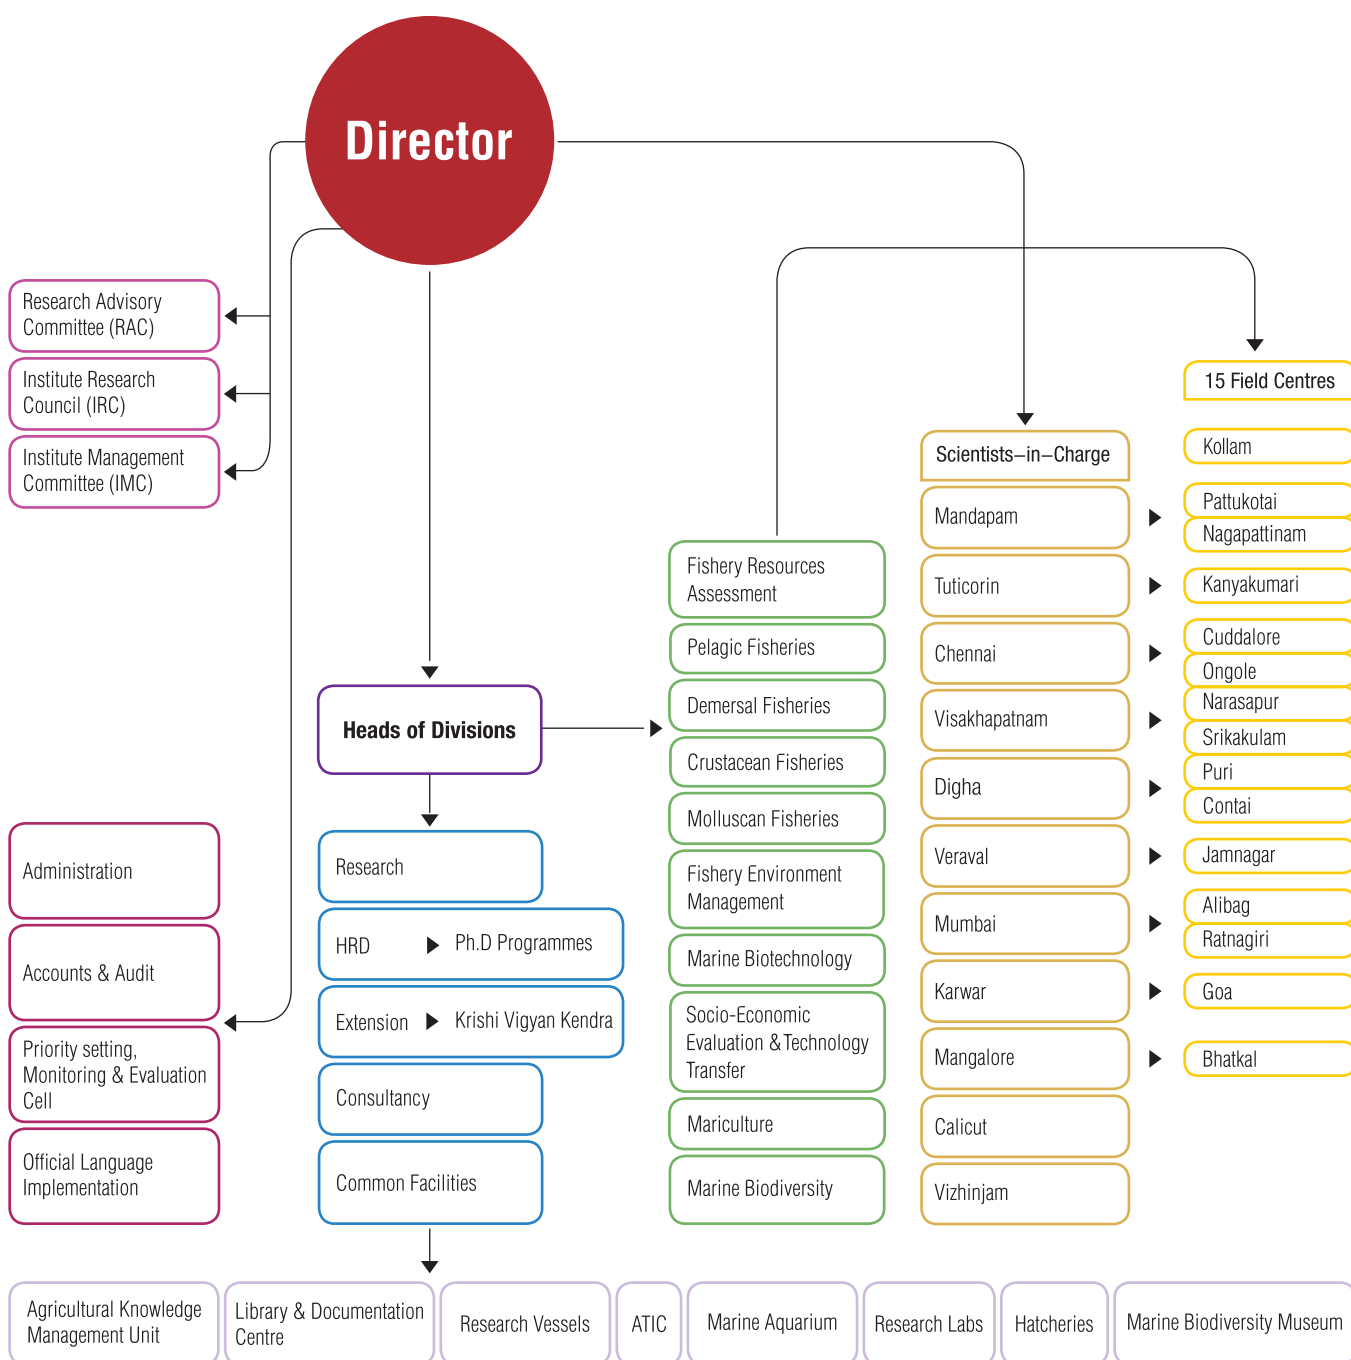 Director
Research Advisory
Committee (RAC)
Institute Research
Council (IRC)
Institute Management
Committee (IMC)
Administration
Accounts & Audit
Priority setting,
Monitoring & Evaluation
Cell
Official Language
Implementation
Heads of Divisions
Research
HRD
Ph.D Programmes
Extension
Krishi Vigyan Kendra
Consultancy
Common Facilities
Fishery Resources
Assessment
Pelagic Fisheries
Demersal Fisheries
Crustacean Fisheries
Molluscan Fisheries
Fishery Environment
Management
Marine Biotechnology
Socio-Economic
Evaluation & Technology
Transfer
Mariculture
Marine Biodiversity
Scientists–in–Charge
Mandapam
Tuticorin
Chennai
Visakhapatnam
Digha
Veraval
Mumbai
Karwar
Mangalore
Calicut
Vizhinjam
15 Field Centres
Kollam
Pattukotai
Nagapattinam
Kanyakumari
Cuddalore
Ongole
Narasapur
Srikakulam
Puri
Contai
Jamnagar
Alibag
Ratnagiri
Goa
Bhatkal
Agricultural Knowledge
Management Unit
Library & Documentation
Centre
Research Vessels
ATIC
Marine Aquarium
Research Labs
Hatcheries
Marine Biodiversity Museum